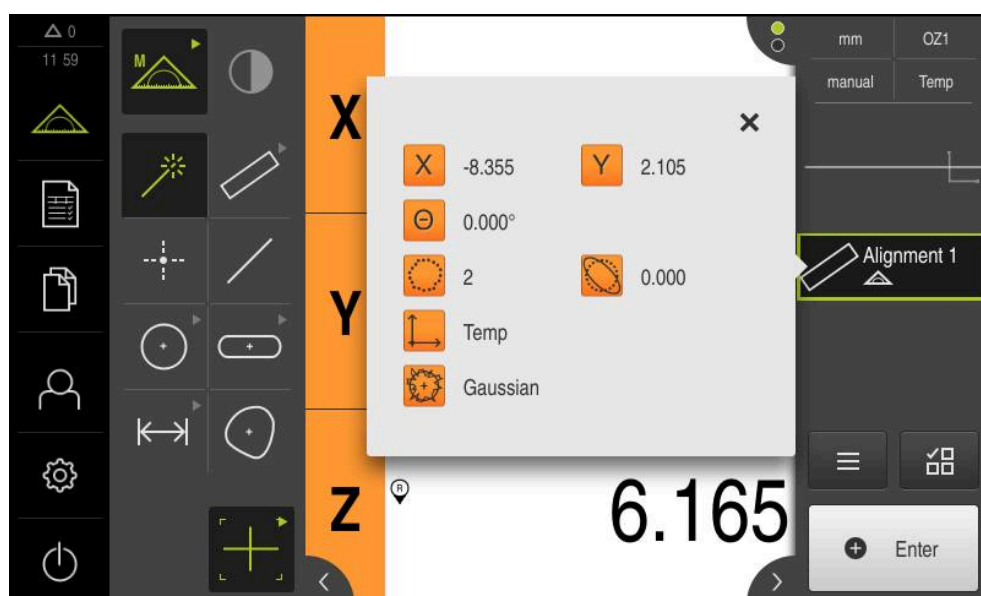 0
11 59
M
X
Y
Z
X -8.355 Y 2.105
Θ 0.000°
2 0.000
Temp
Gaussian
R
6.165
mm OZ1
manual Temp
Alignment 1
Enter